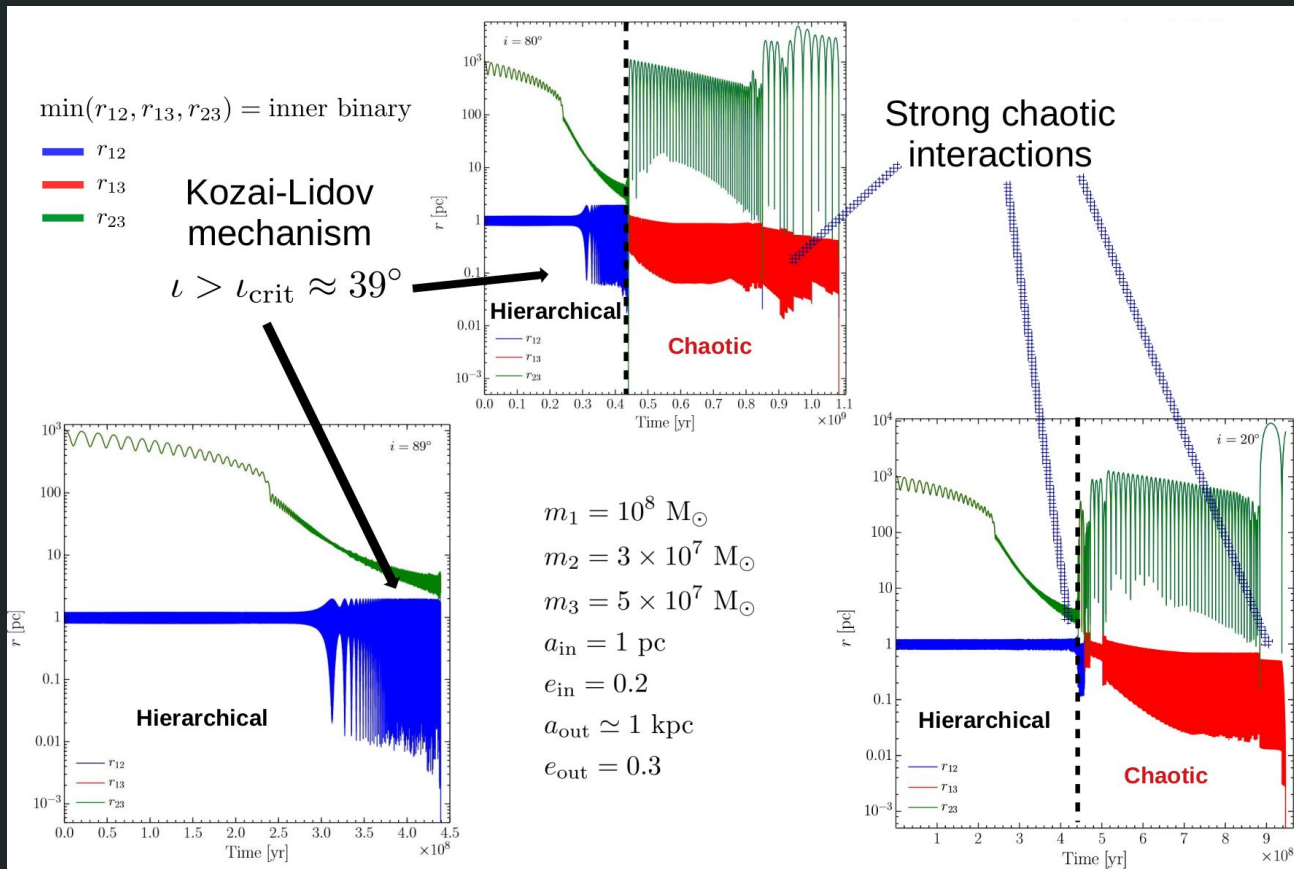 min(r₁₂, r₁₃, r₂₃) = inner binary
r₁₂
r₁₃
r₂₃
Kozai-Lidov
mechanism
ι > ι_crit ≈ 39°
i = 80°
r [pc]
10³
100
10
1
0.1
0.01
10⁻³
Hierarchical
Chaotic
r₁₂
r₁₃
r₂₃
0.0 0.1 0.2 0.3 0.4 0.5 0.6 0.7 0.8 0.9 1.0 1.1
Time [yr]
×10⁹
Strong chaotic
interactions
i = 89°
r [pc]
10³
100
10
1
0.1
0.01
10⁻³
Hierarchical
r₁₂
r₁₃
r₂₃
0.0 0.5 1.0 1.5 2.0 2.5 3.0 3.5 4.0 4.5
Time [yr]
×10⁸
m₁ = 10⁸ M☉
m₂ = 3 × 10⁷ M☉
m₃ = 5 × 10⁷ M☉
a_in = 1 pc
e_in = 0.2
a_out ≃ 1 kpc
e_out = 0.3
i = 20°
r [pc]
10⁴
10³
100
10
1
0.1
0.01
10⁻³
Hierarchical
Chaotic
r₁₂
r₁₃
r₂₃
1 2 3 4 5 6 7 8 9
Time [yr]
×10⁸